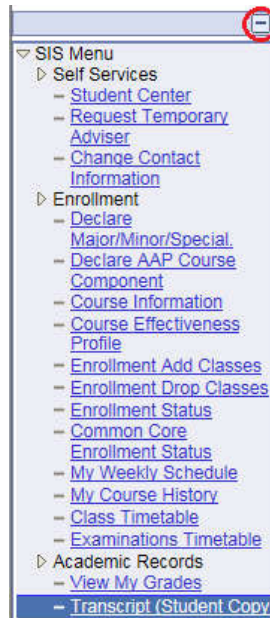 SIS Menu
Self Services
Student Center
Request Temporary
Adviser
Change Contact
Information
Enrollment
Declare
Major/Minor/Special.
Declare AAP Course
Component
Course Information
Course Effectiveness
Profile
Enrollment Add Classes
Enrollment Drop Classes
Enrollment Status
Common Core
Enrollment Status
My Weekly Schedule
My Course History
Class Timetable
Examinations Timetable
Academic Records
View My Grades
Transcript (Student Copy